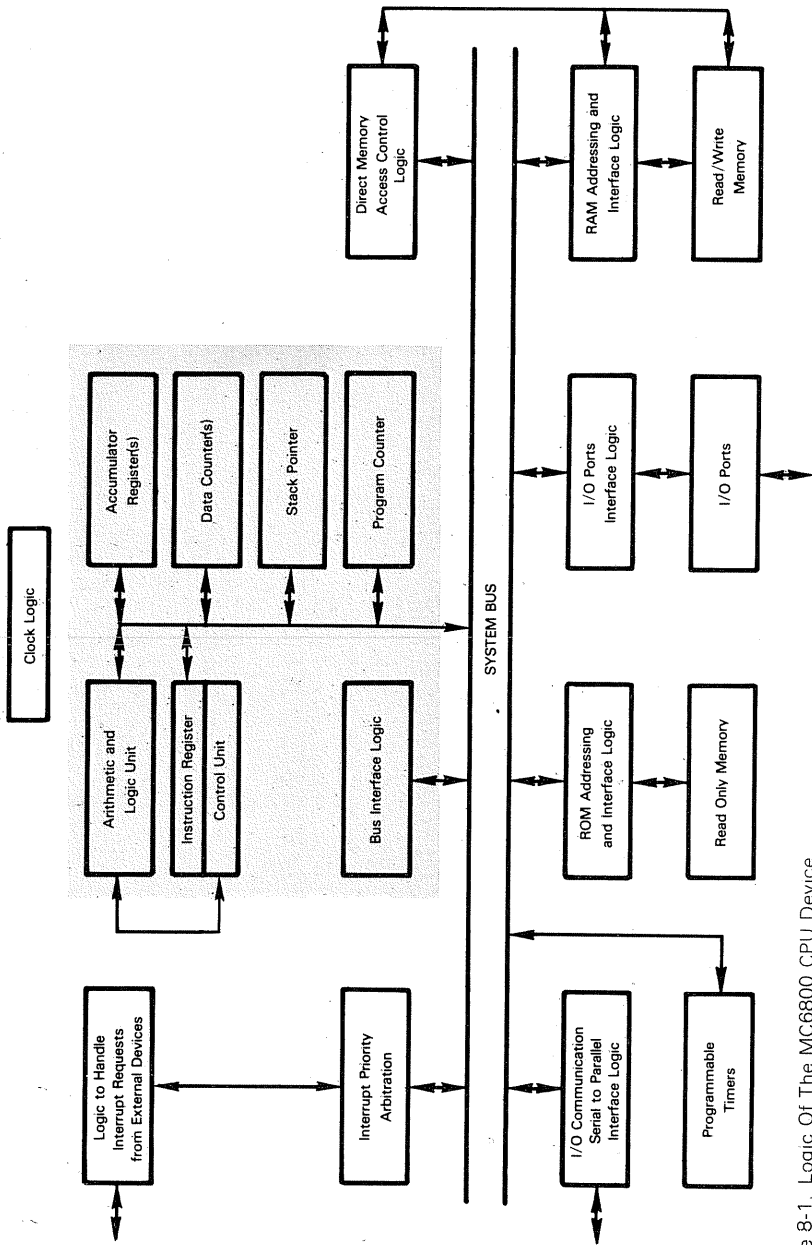 Clock Logic
Logic to Handle
Interrupt Requests
from External Devices
Arithmetic and
Logic Unit
Accumulator
Register(s)
Instruction Register
Control Unit
Data Counter(s)
Stack Pointer
Interrupt Priority
Arbitration
Bus Interface Logic
Program Counter
Direct Memory
Access Control
Logic
SYSTEM BUS
I/O Communication
Serial to Parallel
Interface Logic
ROM Addressing
and Interface Logic
I/O Ports
Interface Logic
RAM Addressing and
Interface Logic
Programmable
Timers
Read Only Memory
I/O Ports
Read/Write
Memory
8-1. Logic Of The MC6800 CPU Device